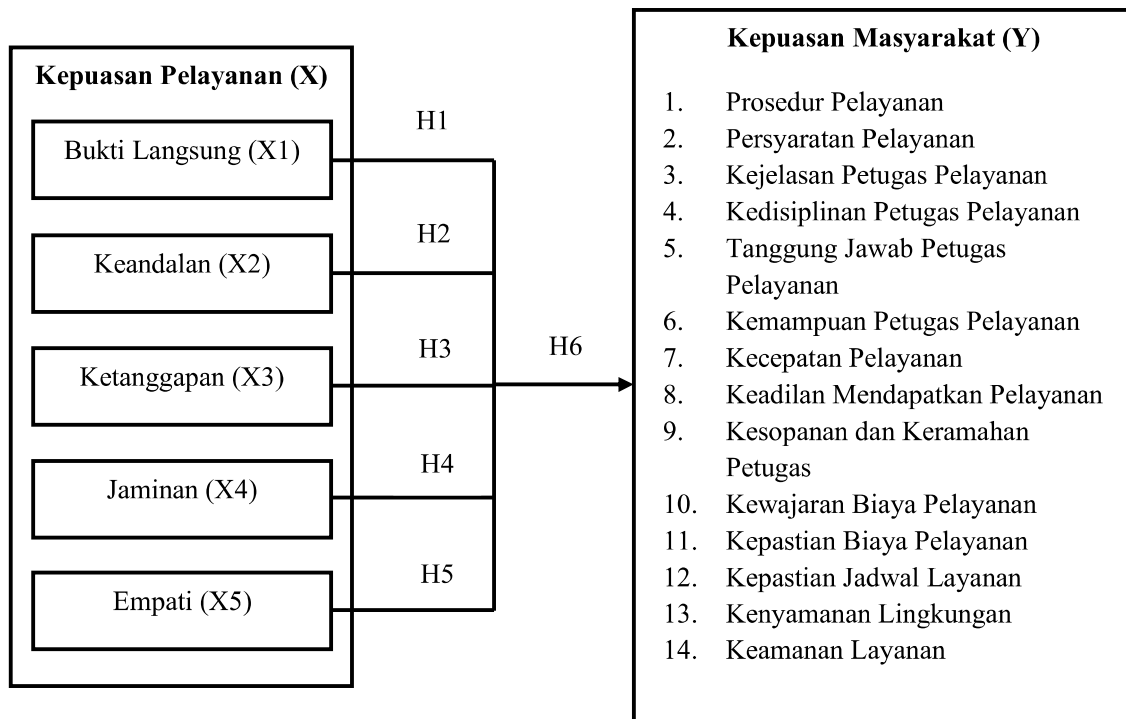 Kepuasan Pelayanan (X)
Bukti Langsung (X1)
Keandalan (X2)
Ketanggapan (X3)
Jaminan (X4)
Empati (X5)
H1
H2
H3
H4
H5
H6
Kepuasan Masyarakat (Y)
1. Prosedur Pelayanan
2. Persyaratan Pelayanan
3. Kejelasan Petugas Pelayanan
4. Kedisiplinan Petugas Pelayanan
5. Tanggung Jawab Petugas
Pelayanan
6. Kemampuan Petugas Pelayanan
7. Kecepatan Pelayanan
8. Keadilan Mendapatkan Pelayanan
9. Kesopanan dan Keramahan
Petugas
10. Kewajaran Biaya Pelayanan
11. Kepastian Biaya Pelayanan
12. Kepastian Jadwal Layanan
13. Kenyamanan Lingkungan
14. Keamanan Layanan